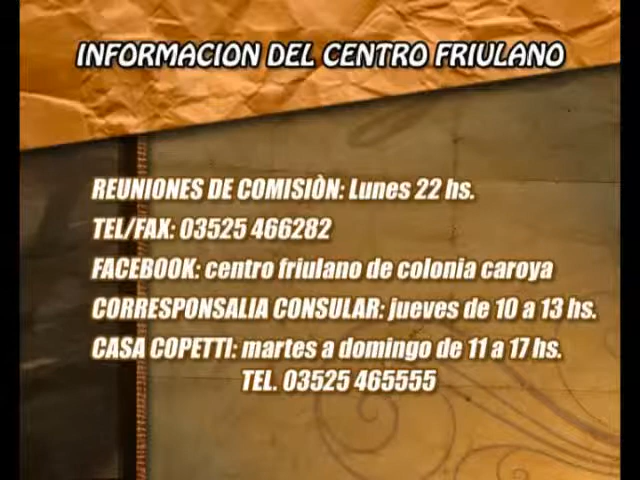 INFORMACION DEL CENTRO FRIULANO
REUNIONES DE COMISIÒN: Lunes 22 hs.
TEL/FAX: 03525 466282
FACEBOOK: centro friulano de colonia caroya
CORRESPONSALIA CONSULAR: jueves de 10 a 13 hs.
CASA COPETTI: martes a domingo de 11 a 17 hs.
TEL. 03525 465555